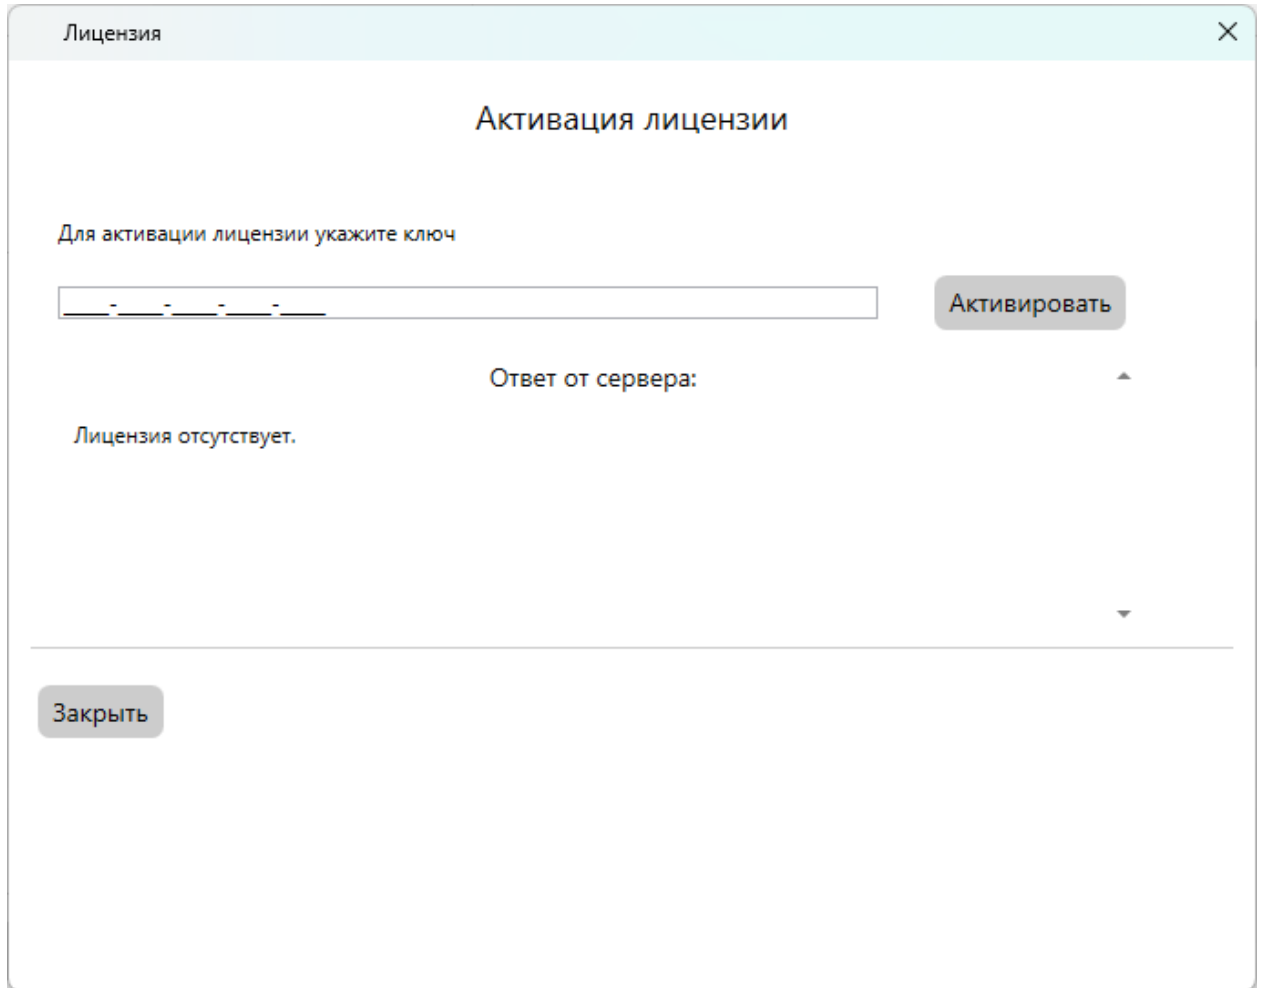 Лицензия
Активация лицензии
Для активации лицензии укажите ключ
____-____-____-____-____
Активировать
Ответ от сервера:
Лицензия отсутствует.
Закрыть